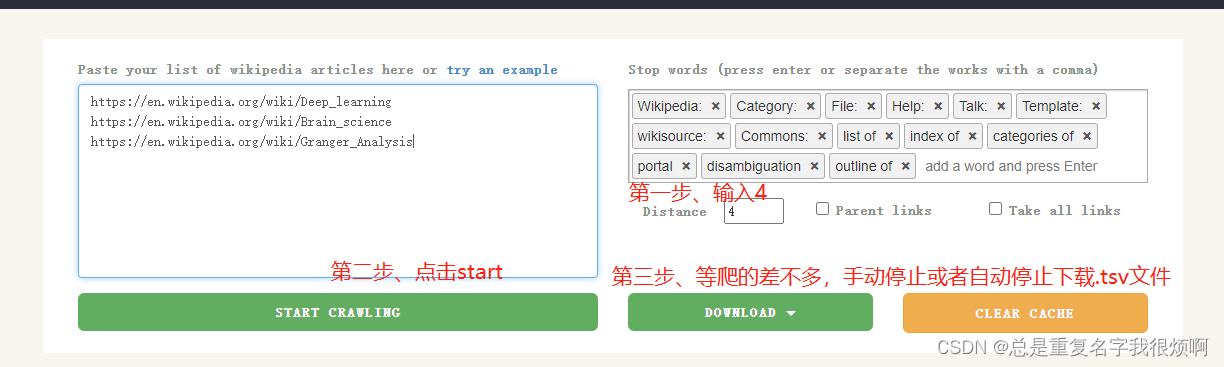 Paste your list of wikipedia articles here or try an example
https://en.wikipedia.org/wiki/Deep_learning
https://en.wikipedia.org/wiki/Brain_science
https://en.wikipedia.org/wiki/Granger_Analysis
Stop words (press enter or separate the works with a comma)
Wikipedia: × Category: × File: × Help: × Talk: × Template: ×
wikisource: × Commons: × list of × index of × categories of ×
portal × disambiguation × outline of × add a word and press Enter
第一步、输入4
Distance 4 Parent links Take all links
第二步、点击start
第三步、等爬的差不多，手动停止或者自动停止下载.tsv文件
START CRAWLING
DOWNLOAD
CLEAR CACHE
CSDN @总是重复名字我很烦啊